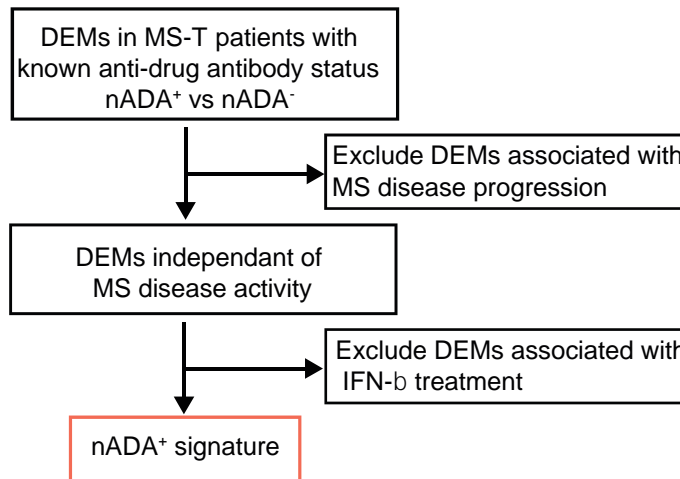 DEMs in MS-T patients with
known anti-drug antibody status
nADA⁺ vs nADA⁻
Exclude DEMs associated with
MS disease progression
DEMs independant of
MS disease activity
Exclude DEMs associated with
IFN-b treatment
nADA⁺ signature